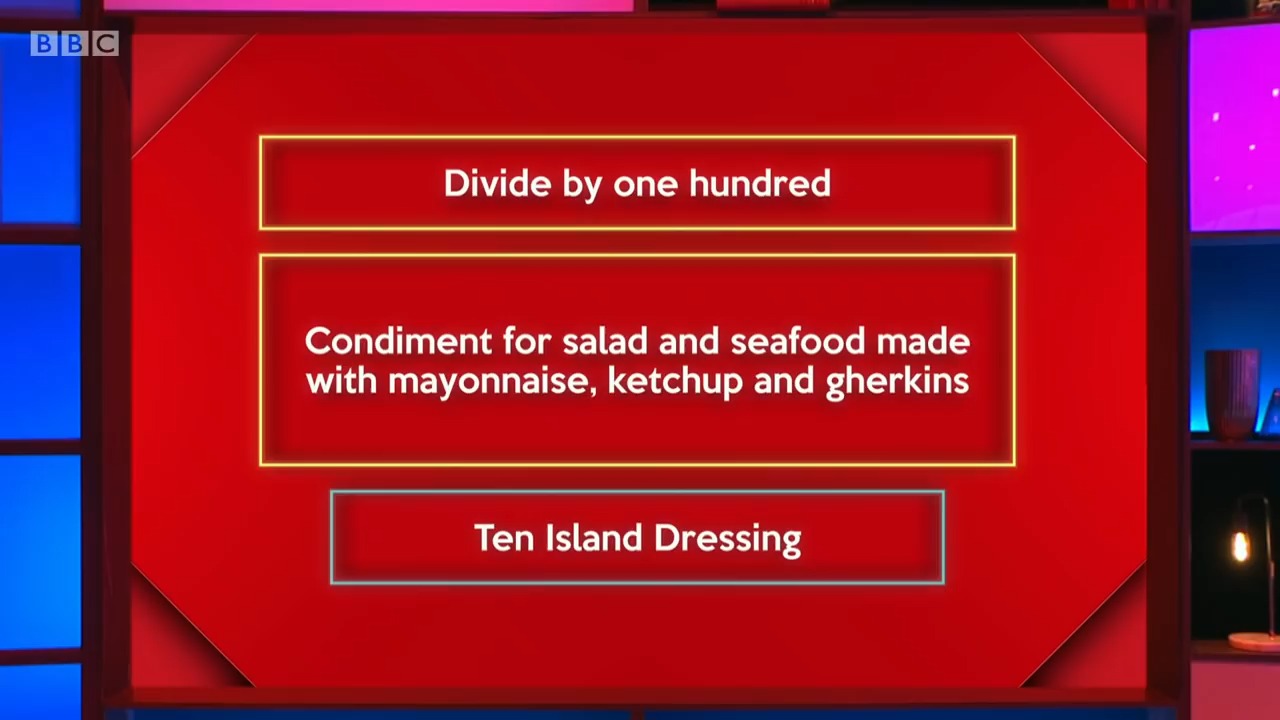 BBC
Divide by one hundred
Condiment for salad and seafood made
with mayonnaise, ketchup and gherkins
Ten Island Dressing